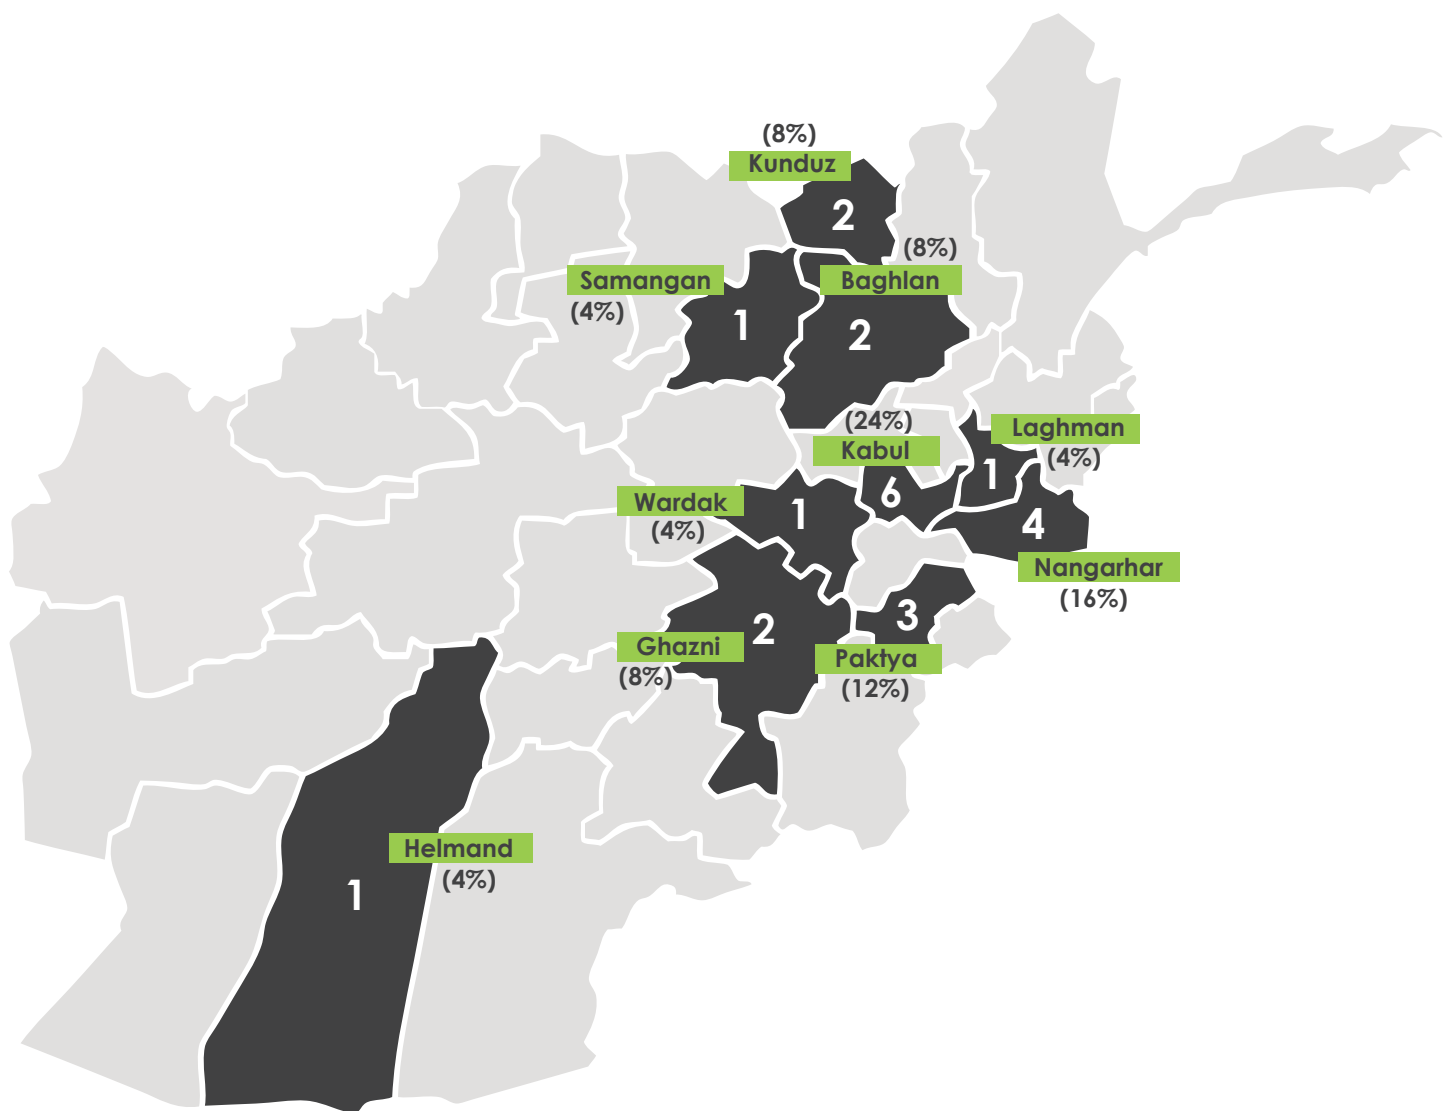 (8%)
Kunduz
2
(8%)
Samangan
Baghlan
(4%)
1
2
(24%)
Laghman
Kabul
(4%)
1
Wardak
6
1
(4%)
4
Nangarhar
(16%)
3
2
Ghazni
Paktya
(8%)
(12%)
Helmand
(4%)
1